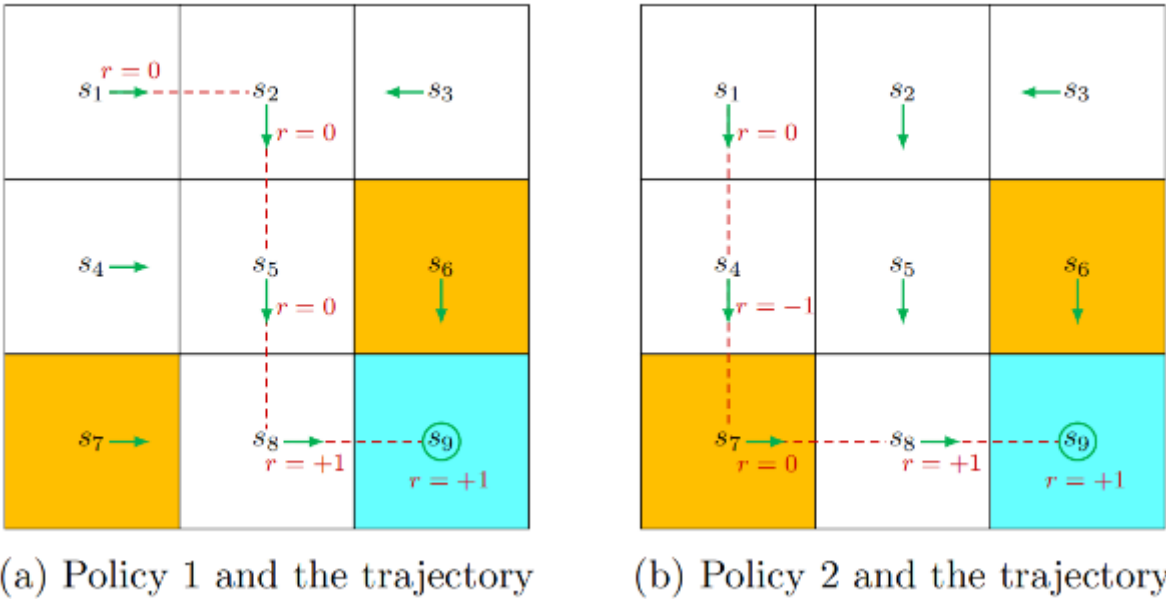 r = 0
s₁ s₂ s₃
r = 0
s₄ s₅ s₆
r = 0
s₇ s₈ s₉
r = +1
r = +1
(a) Policy 1 and the trajectory
s₁ s₂ s₃
r = 0
s₄ s₅ s₆
r = −1
s₇ s₈ s₉
r = 0 r = +1
r = +1
(b) Policy 2 and the trajectory